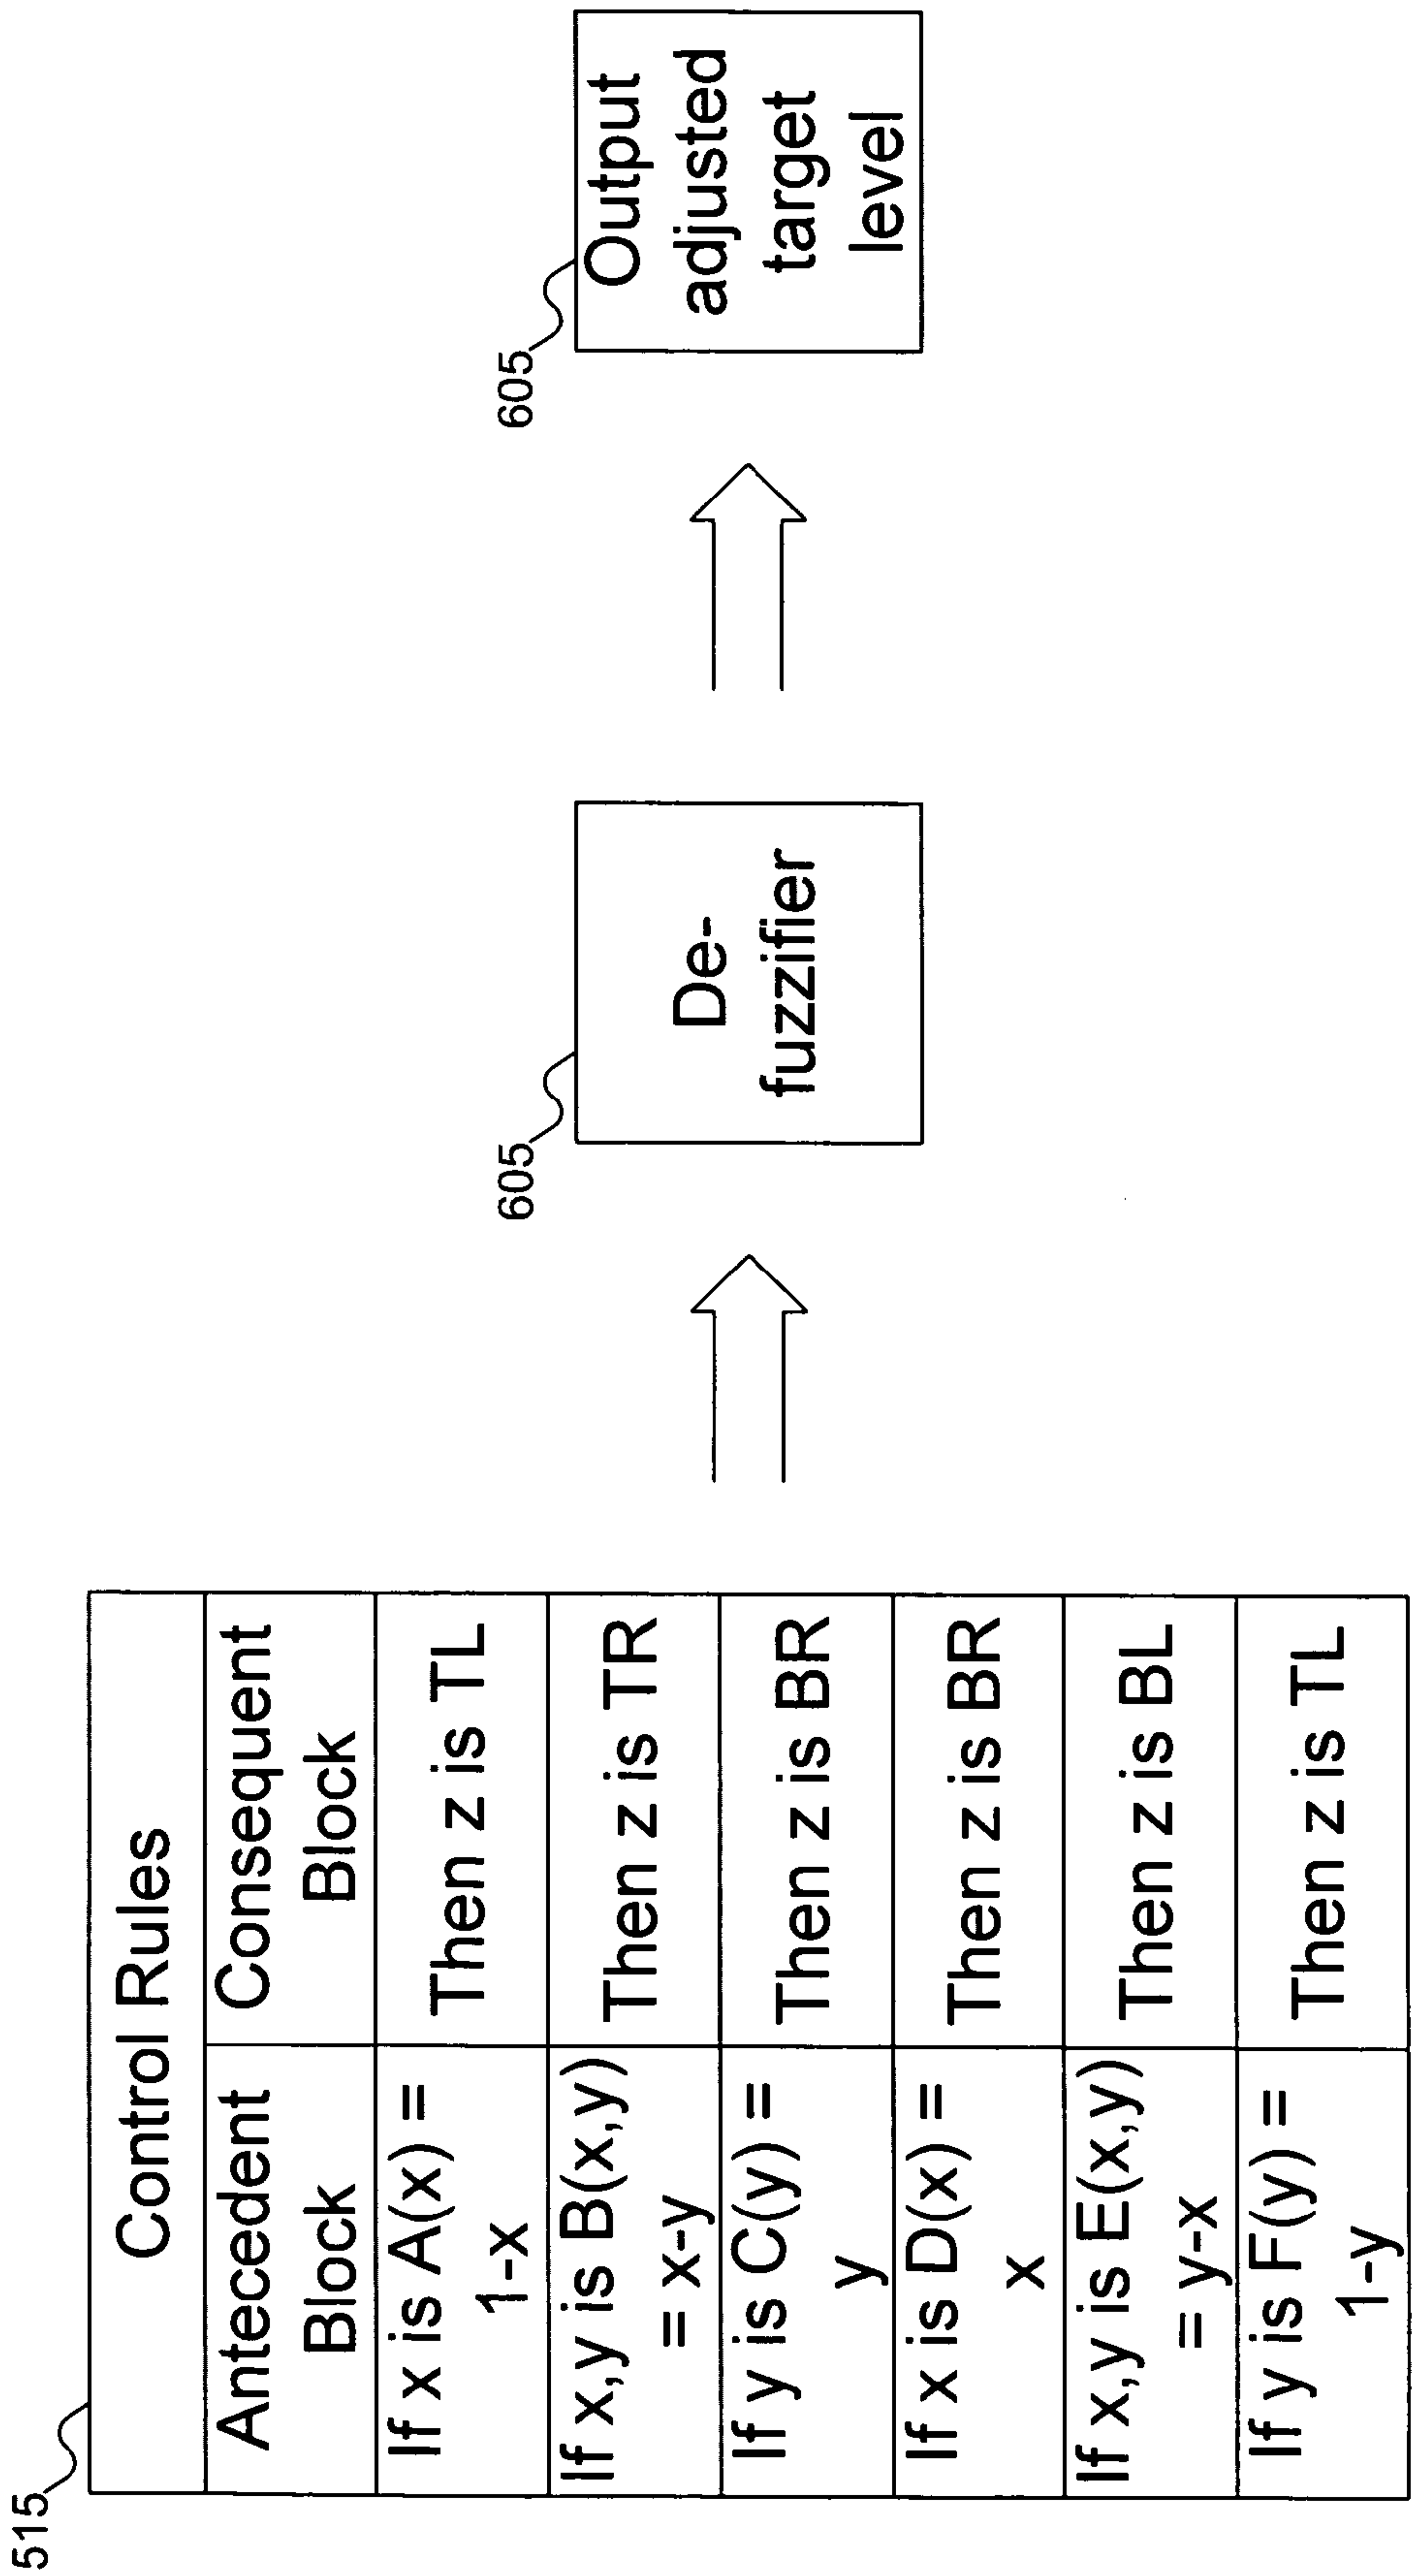 515
Control Rules
Antecedent
Block
Consequent
Block
If x is A(x) =
1-x
Then z is TL
If x,y is B(x,y)
= x-y
Then z is TR
If y is C(y) =
y
Then z is BR
If x is D(x) =
x
Then z is BR
If x,y is E(x,y)
= y-x
Then z is BL
If y is F(y) =
1-y
Then z is TL
605
De-
fuzzifier
605
Output
adjusted
target
level